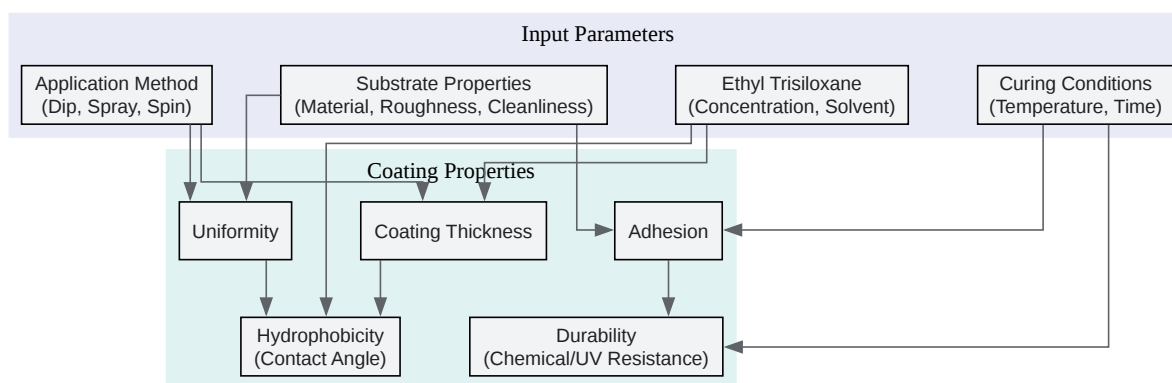 Input Parameters
Application Method
(Dip, Spray, Spin)
Substrate Properties
(Material, Roughness, Cleanliness)
Ethyl Trisiloxane
(Concentration, Solvent)
Curing Conditions
(Temperature, Time)
Coating Properties
Uniformity
Coating Thickness
Adhesion
Hydrophobicity
(Contact Angle)
Durability
(Chemical/UV Resistance)